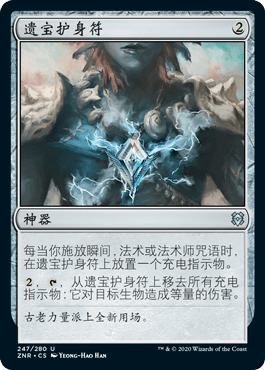 遗宝护身符 2
神器
每当你施放瞬间，法术或法术师咒语时，
在遗宝护身符上放置一个充电指示物。
2，，从遗宝护身符上移去所有充电
指示物：它对目标生物造成等量的伤害。
古老力量派上全新用场。
247/280 U
ZNR • CS Yeong-Hao Han
™ & © 2020 Wizards of the Coast